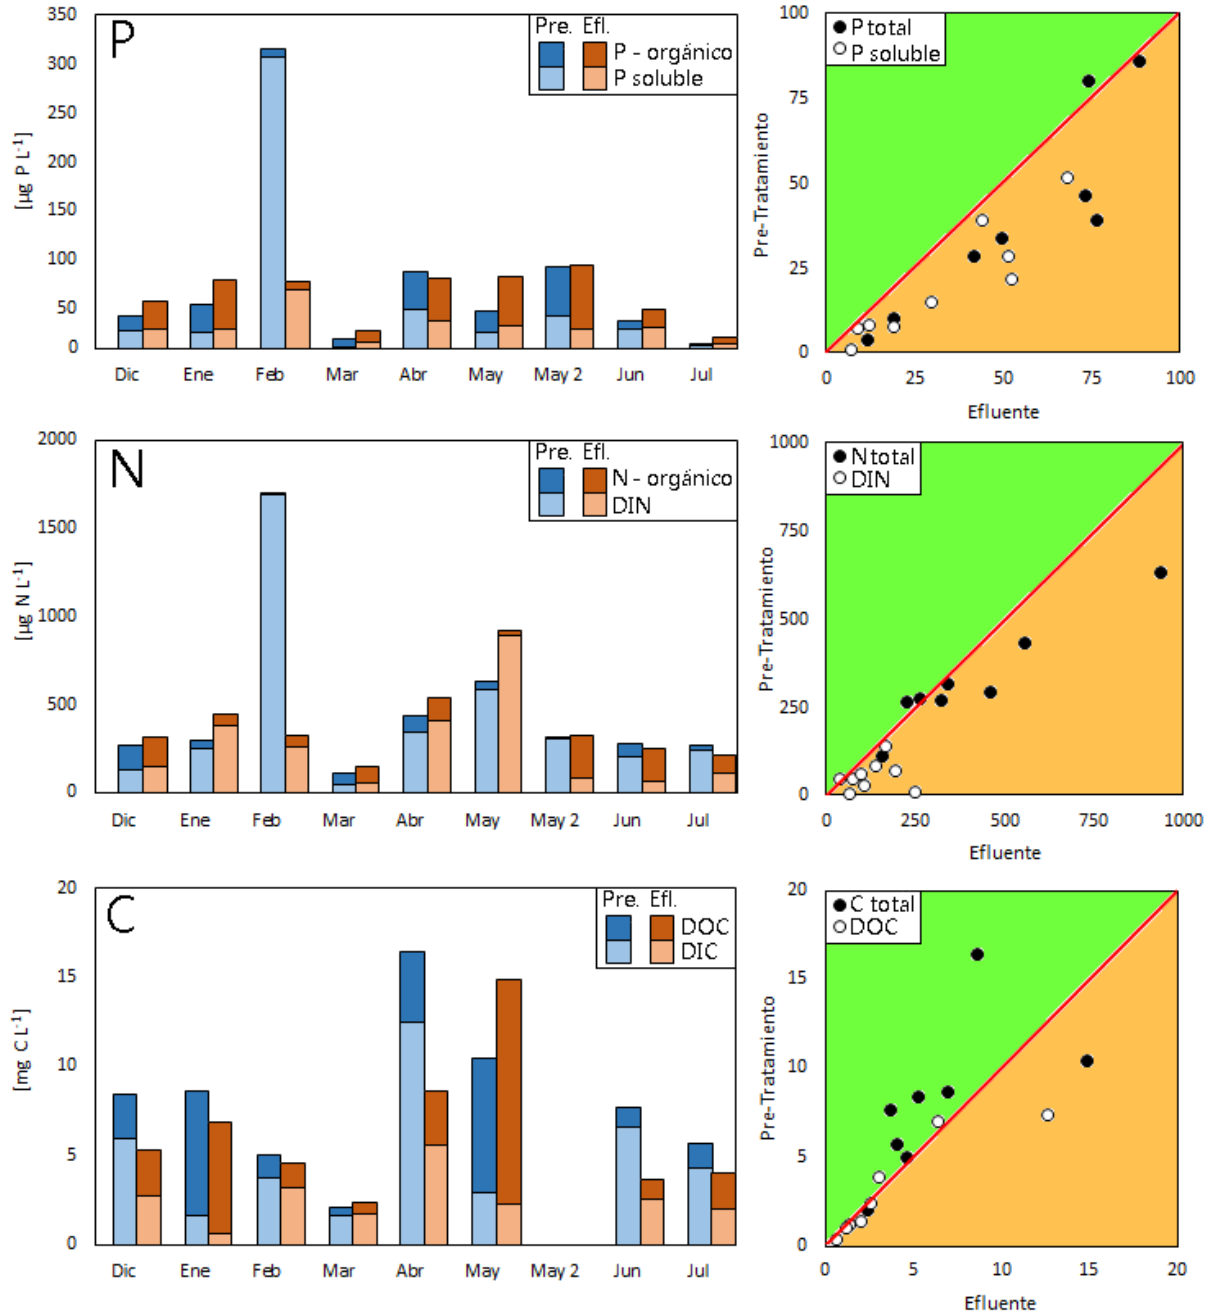 P
Pre. Efl.
P - orgánico
P soluble
350
300
250
200
150
100
50
0
[µg P L-1]
Dic Ene Feb Mar Abr May May 2 Jun Jul
P total
P soluble
100
75
50
25
0
Pre-Tratamiento
0 25 50 75 100
Efluente
N
Pre. Efl.
N - orgánico
DIN
2000
1500
1000
500
0
[µg N L-1]
Dic Ene Feb Mar Abr May May 2 Jun Jul
N total
DIN
1000
750
500
250
0
Pre-Tratamiento
0 250 500 750 1000
Efluente
C
Pre. Efl.
DOC
DIC
20
15
10
5
0
[mg C L-1]
Dic Ene Feb Mar Abr May May 2 Jun Jul
C total
DOC
20
15
10
5
0
Pre-Tratamiento
0 5 10 15 20
Efluente